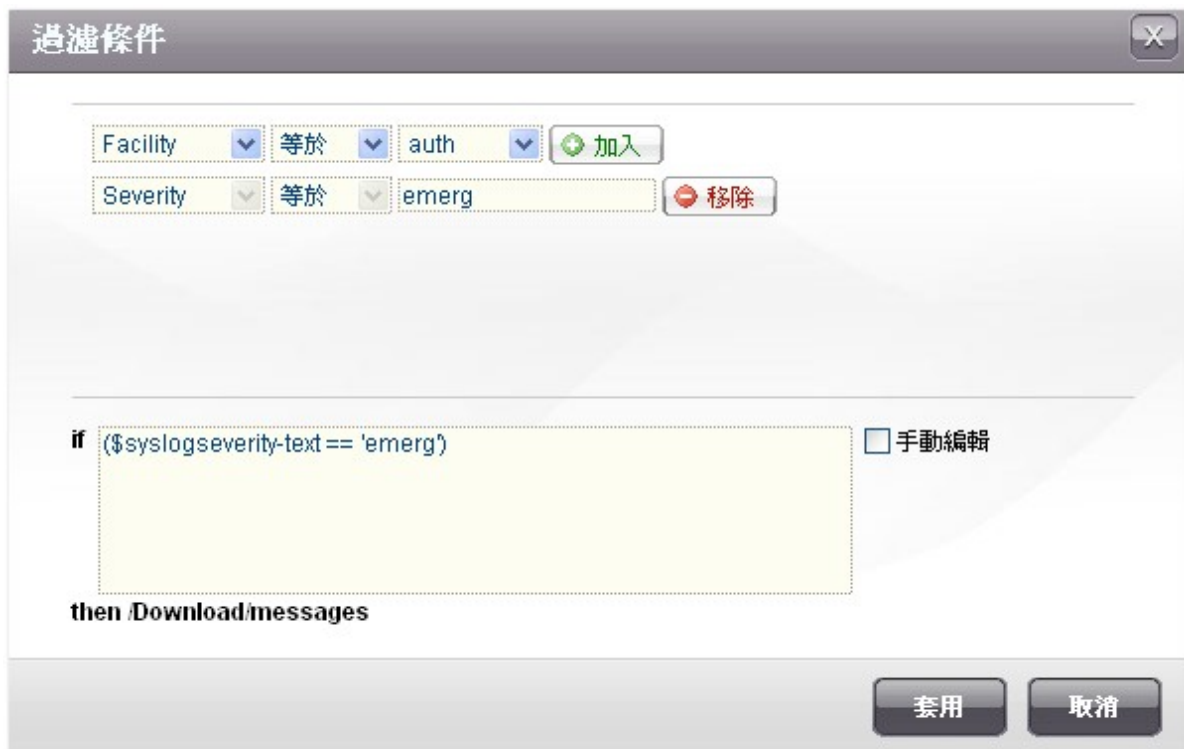 過濾條件
X
Facility 等於 auth 加入
Severity 等於 emerg 移除
if ($syslogseverity-text == 'emerg') 手動編輯
then /Download/messages
套用 取消